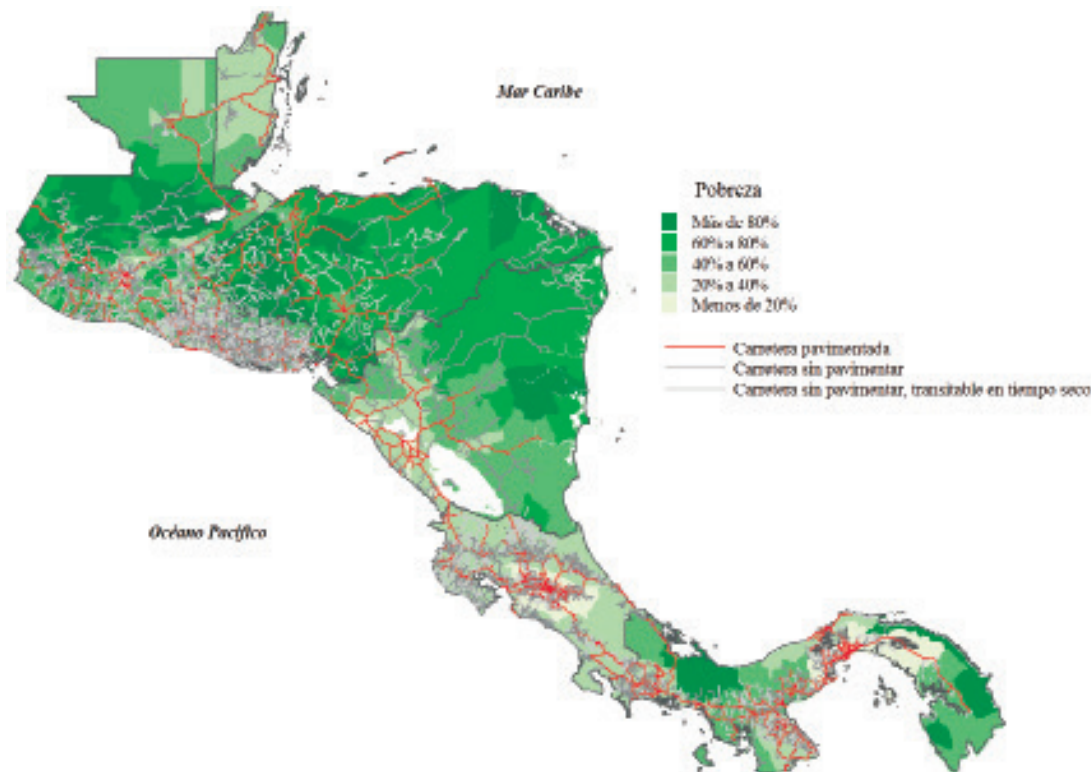 Mar Caribe
Pobreza
Más de 80%
60% a 80%
40% a 60%
20% a 40%
Menos de 20%
Carretera pavimentada
Carretera sin pavimentar
Carretera sin pavimentar, transitable en tiempo seco
Océano Pacífico